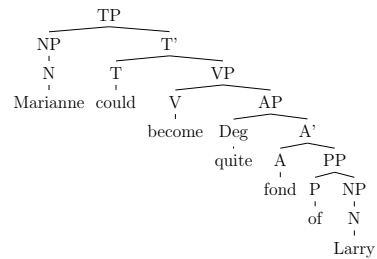 TP
NP T'
N T VP
Marianne could V AP
become Deg A'
quite A PP
fond P NP
of N
Larry